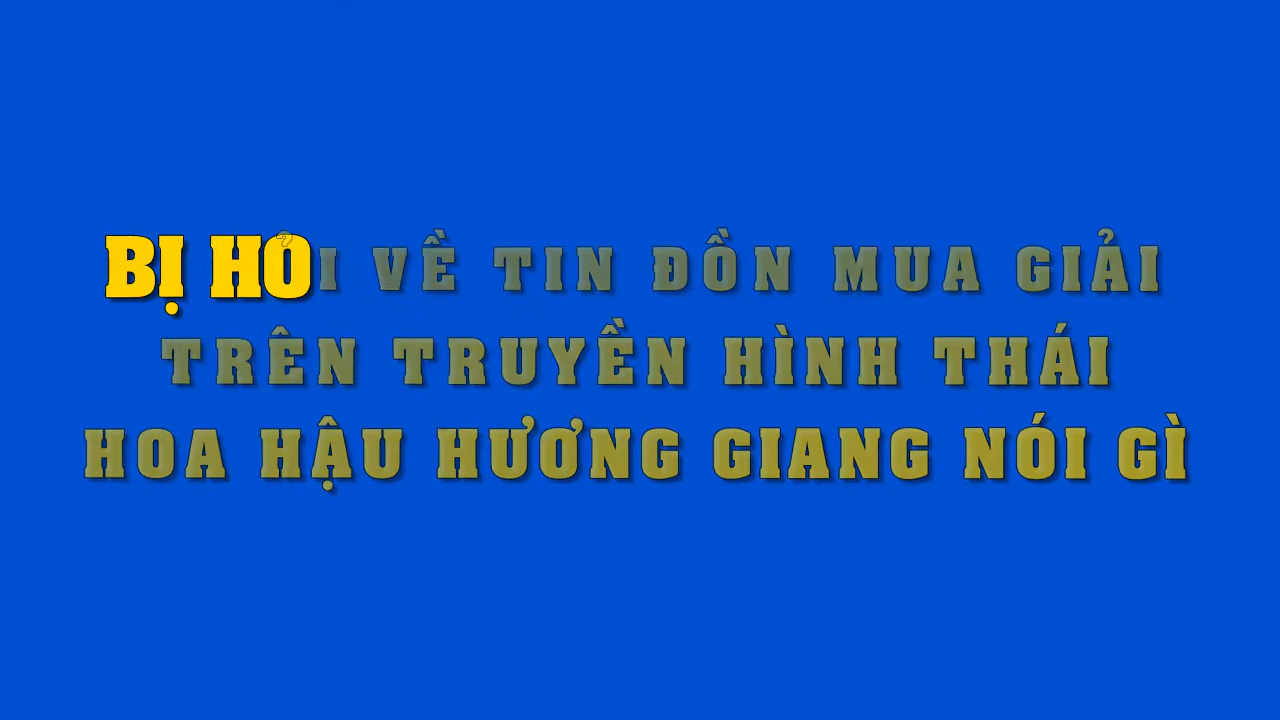 BỊ HỎI VỀ TIN ĐỒN MUA GIẢI
TRÊN TRUYỀN HÌNH THÁI
HOA HẬU HƯƠNG GIANG NÓI GÌ